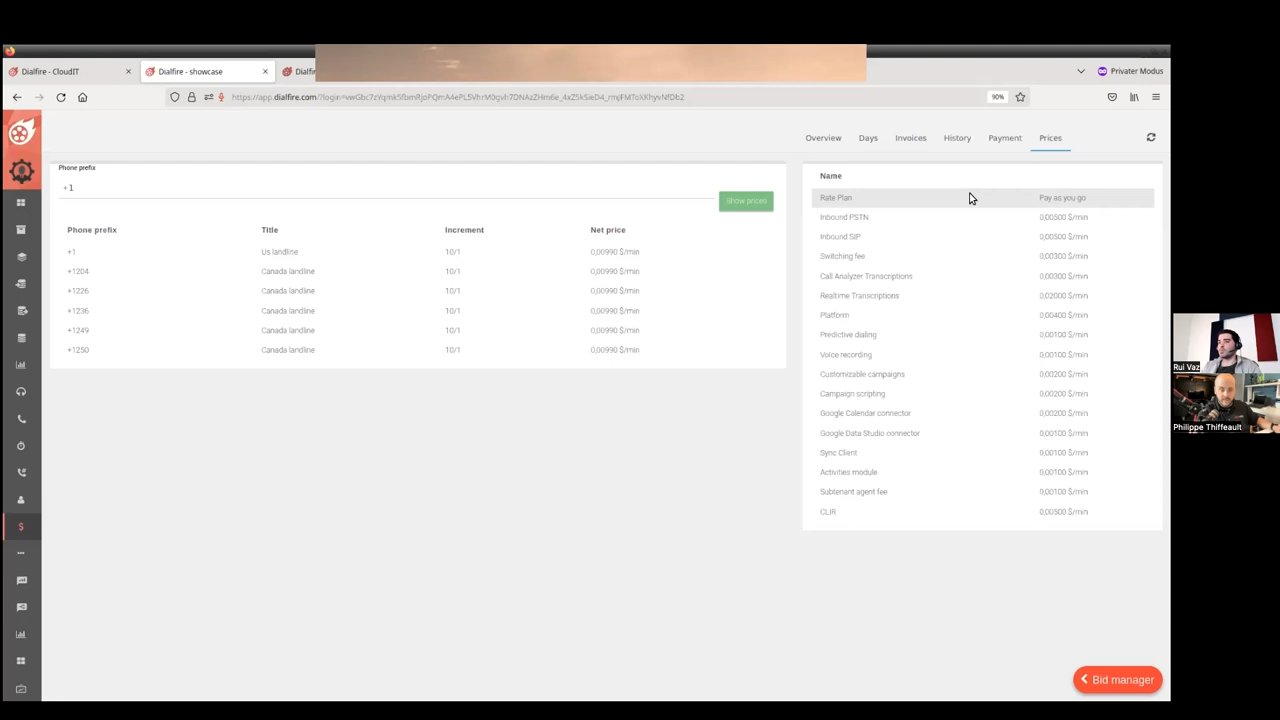 Dialfire - CloudIT
Dialfire - showcase
Dialfir
Privater Modus
90%
Overview
Days
Invoices
History
Payment
Prices
Phone prefix
+1
Show prices
Phone prefix Title Increment Net price
+1 Us landline 10/1 0,00990 $/min
+1204 Canada landline 10/1 0,00990 $/min
+1226 Canada landline 10/1 0,00990 $/min
+1236 Canada landline 10/1 0,00990 $/min
+1249 Canada landline 10/1 0,00990 $/min
+1250 Canada landline 10/1 0,00990 $/min
Name
Rate Plan Pay as you go
Inbound PSTN 0,00500 $/min
Inbound SIP 0,00500 $/min
Switching fee 0,00300 $/min
Call Analyzer Transcriptions 0,00300 $/min
Realtime Transcriptions 0,02000 $/min
Platform 0,00400 $/min
Predictive dialing 0,00100 $/min
Voice recording 0,00100 $/min
Customizable campaigns 0,00200 $/min
Campaign scripting 0,00200 $/min
Google Calendar connector 0,00200 $/min
Google Data Studio connector 0,00100 $/min
Sync Client 0,00100 $/min
Activities module 0,00100 $/min
Subtenant agent fee 0,00100 $/min
CLIR 0,00500 $/min
Rui Vaz
Philippe Thiffeault
Bid manager